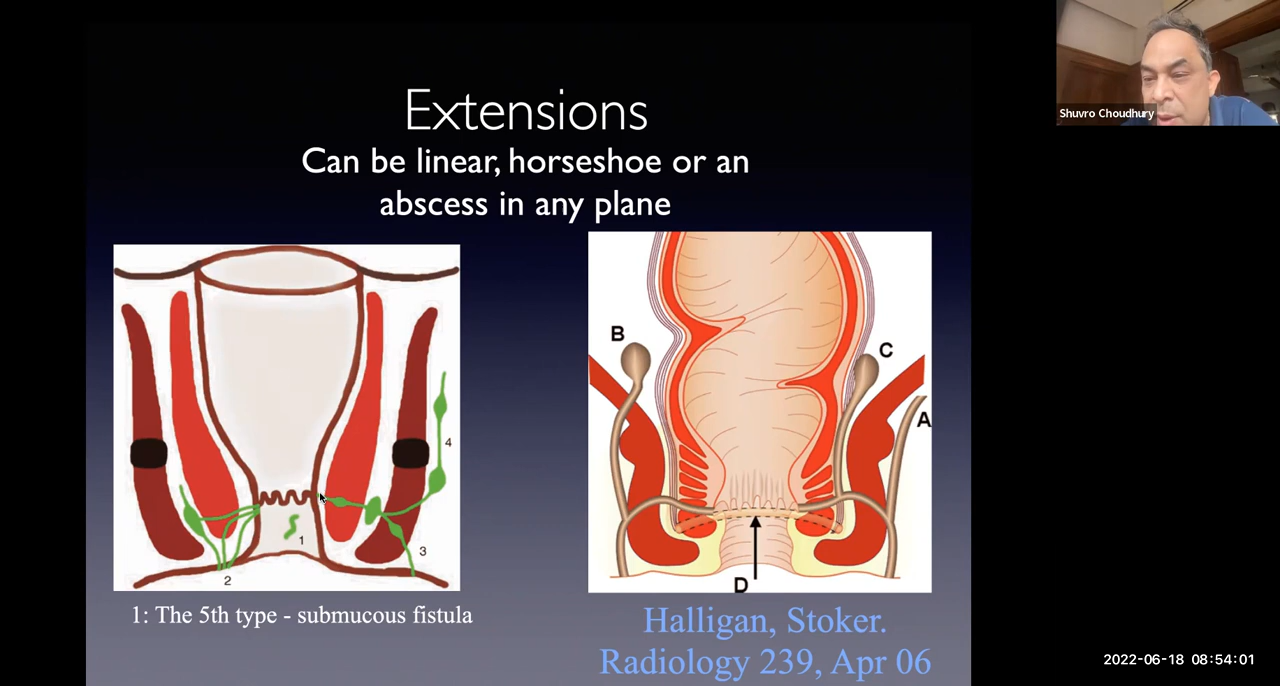 Shuvro Choudhury
Extensions
Can be linear, horseshoe or an
abscess in any plane
1
2
3
4
1: The 5th type - submucous fistula
B
C
A
D
Halligan, Stoker.
Radiology 239, Apr 06
2022-06-18 08:54:01